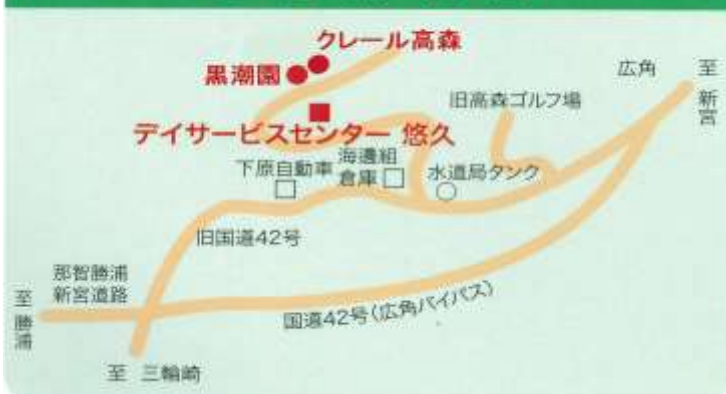 クレール高森
黒潮園
広角
至
新宮
旧高森ゴルフ場
デイサービスセンター 悠久
下原自動車
海邊組
倉庫
水道局タンク
旧国道42号
那智勝浦
新宮道路
至
勝浦
国道42号(広角バイパス)
至 三輪崎